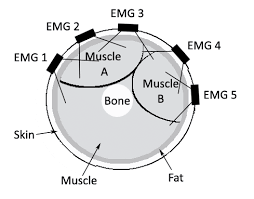 EMG 3
EMG 2
EMG 1
EMG 4
Muscle
A
Muscle
B
EMG 5
Bone
Skin
Muscle
Fat